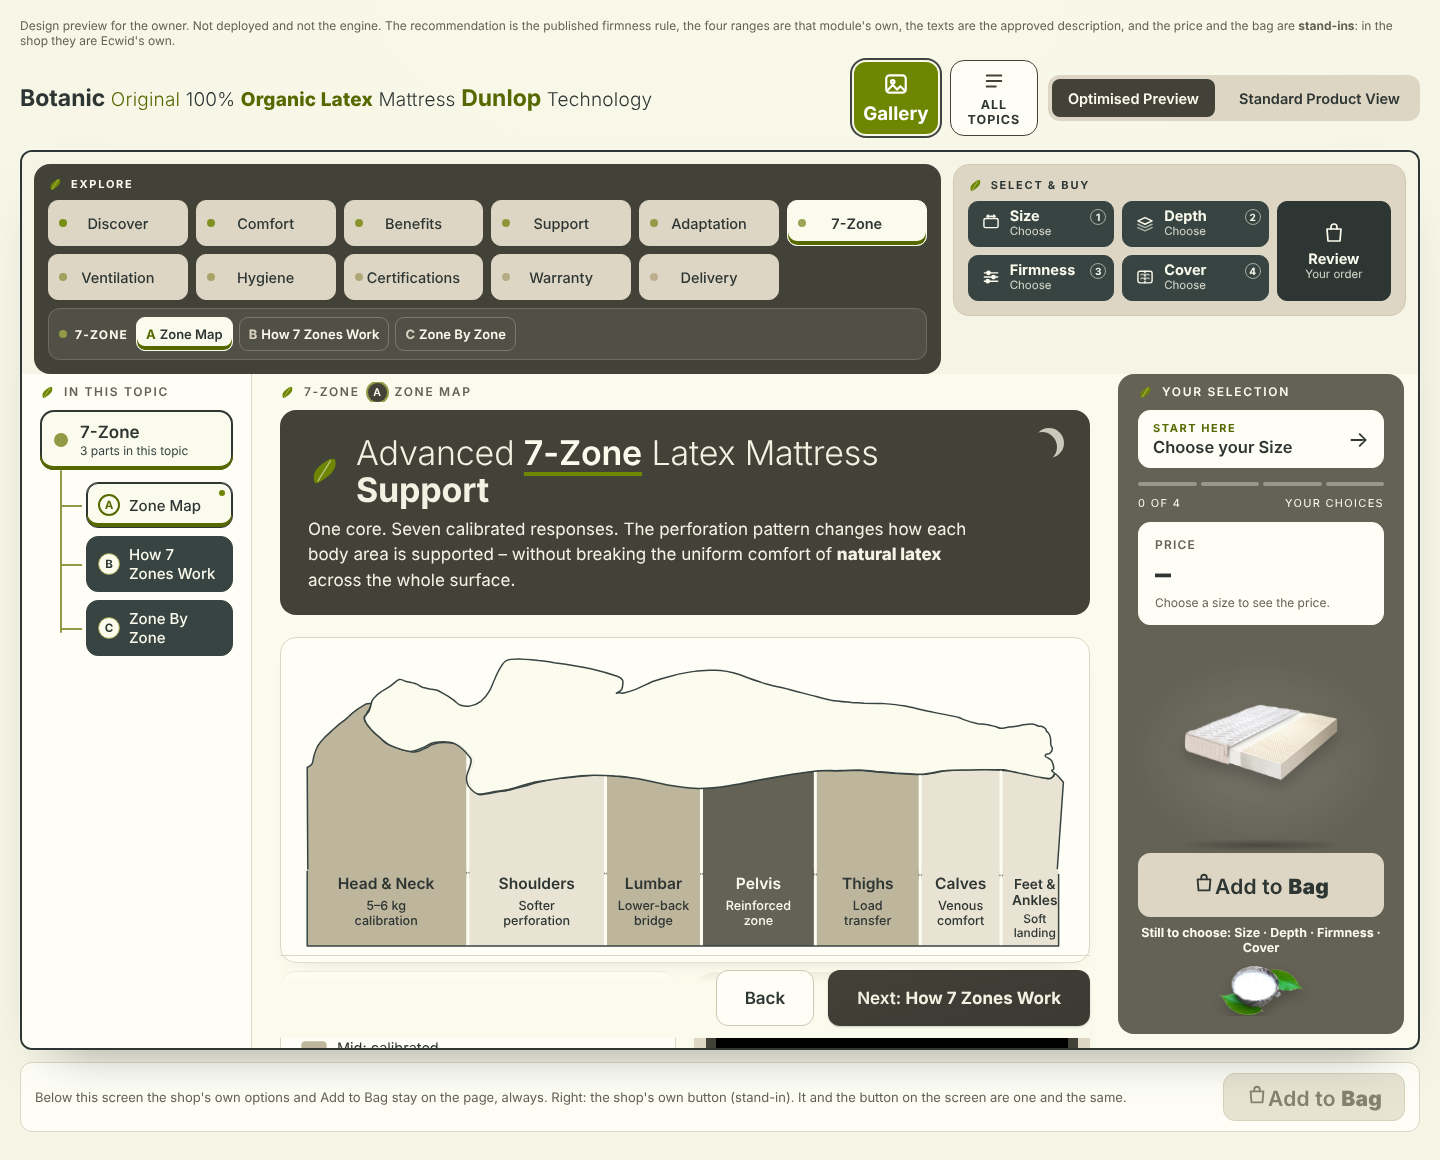 Design preview for the owner. Not deployed and not the engine. The recommendation is the published firmness rule, the four ranges are that module's own, the texts are the approved description, and the price and the bag are stand-ins: in the
shop they are Ecwid's own.
Botanic Original 100% Organic Latex Mattress Dunlop Technology
Gallery
ALL
TOPICS
Optimised Preview
Standard Product View
EXPLORE
Discover
Comfort
Benefits
Support
Adaptation
7-Zone
Ventilation
Hygiene
Certifications
Warranty
Delivery
7-ZONE
A Zone Map
B How 7 Zones Work
C Zone By Zone
SELECT & BUY
Size
Choose
1
Depth
Choose
2
Firmness
Choose
3
Cover
Choose
4
Review
Your order
IN THIS TOPIC
7-Zone
3 parts in this topic
A Zone Map
B How 7
Zones Work
C Zone By
Zone
7-ZONE A ZONE MAP
Advanced 7-Zone Latex Mattress
Support
One core. Seven calibrated responses. The perforation pattern changes how each
body area is supported – without breaking the uniform comfort of natural latex
across the whole surface.
Head & Neck
5–6 kg
calibration
Shoulders
Softer
perforation
Lumbar
Lower-back
bridge
Pelvis
Reinforced
zone
Thighs
Load
transfer
Calves
Venous
comfort
Feet &
Ankles
Soft
landing
Back
Next: How 7 Zones Work
Mid: calibrated
YOUR SELECTION
START HERE
Choose your Size
0 OF 4
YOUR CHOICES
PRICE
–
Choose a size to see the price.
Add to Bag
Still to choose: Size · Depth · Firmness ·
Cover
Below this screen the shop's own options and Add to Bag stay on the page, always. Right: the shop's own button (stand-in). It and the button on the screen are one and the same.
Add to Bag